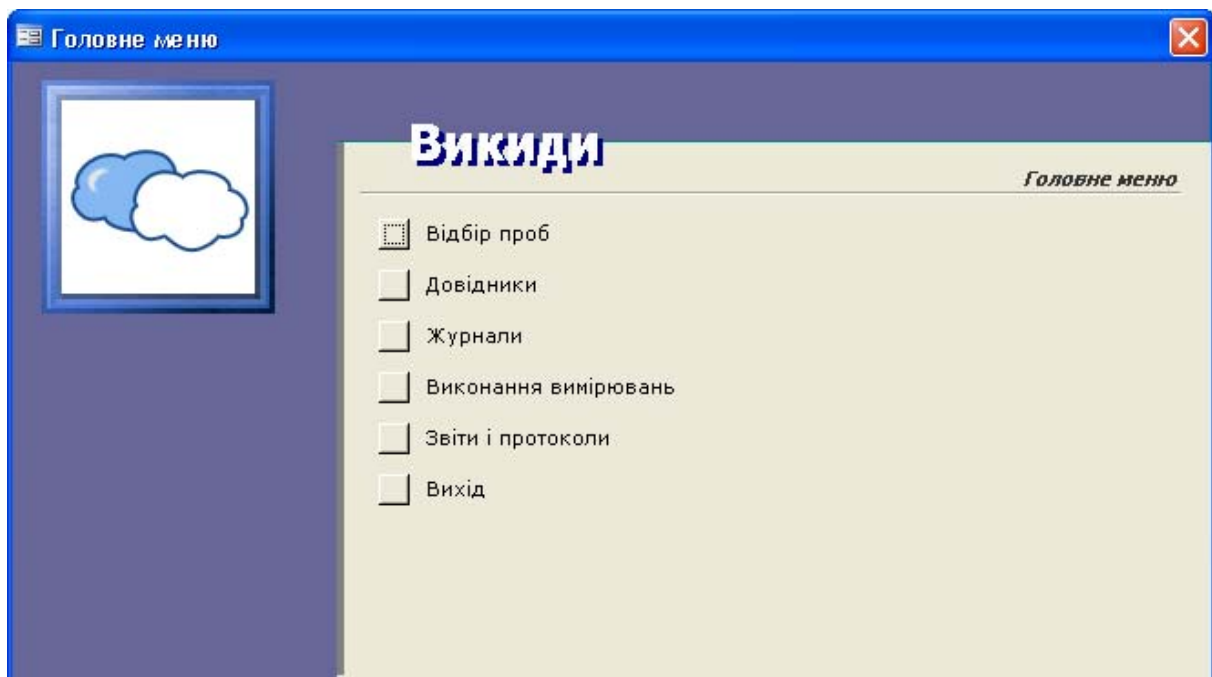 Головне меню
Викиди
Головне меню
Відбір проб
Довідники
Журнали
Виконання вимірювань
Звіти і протоколи
Вихід